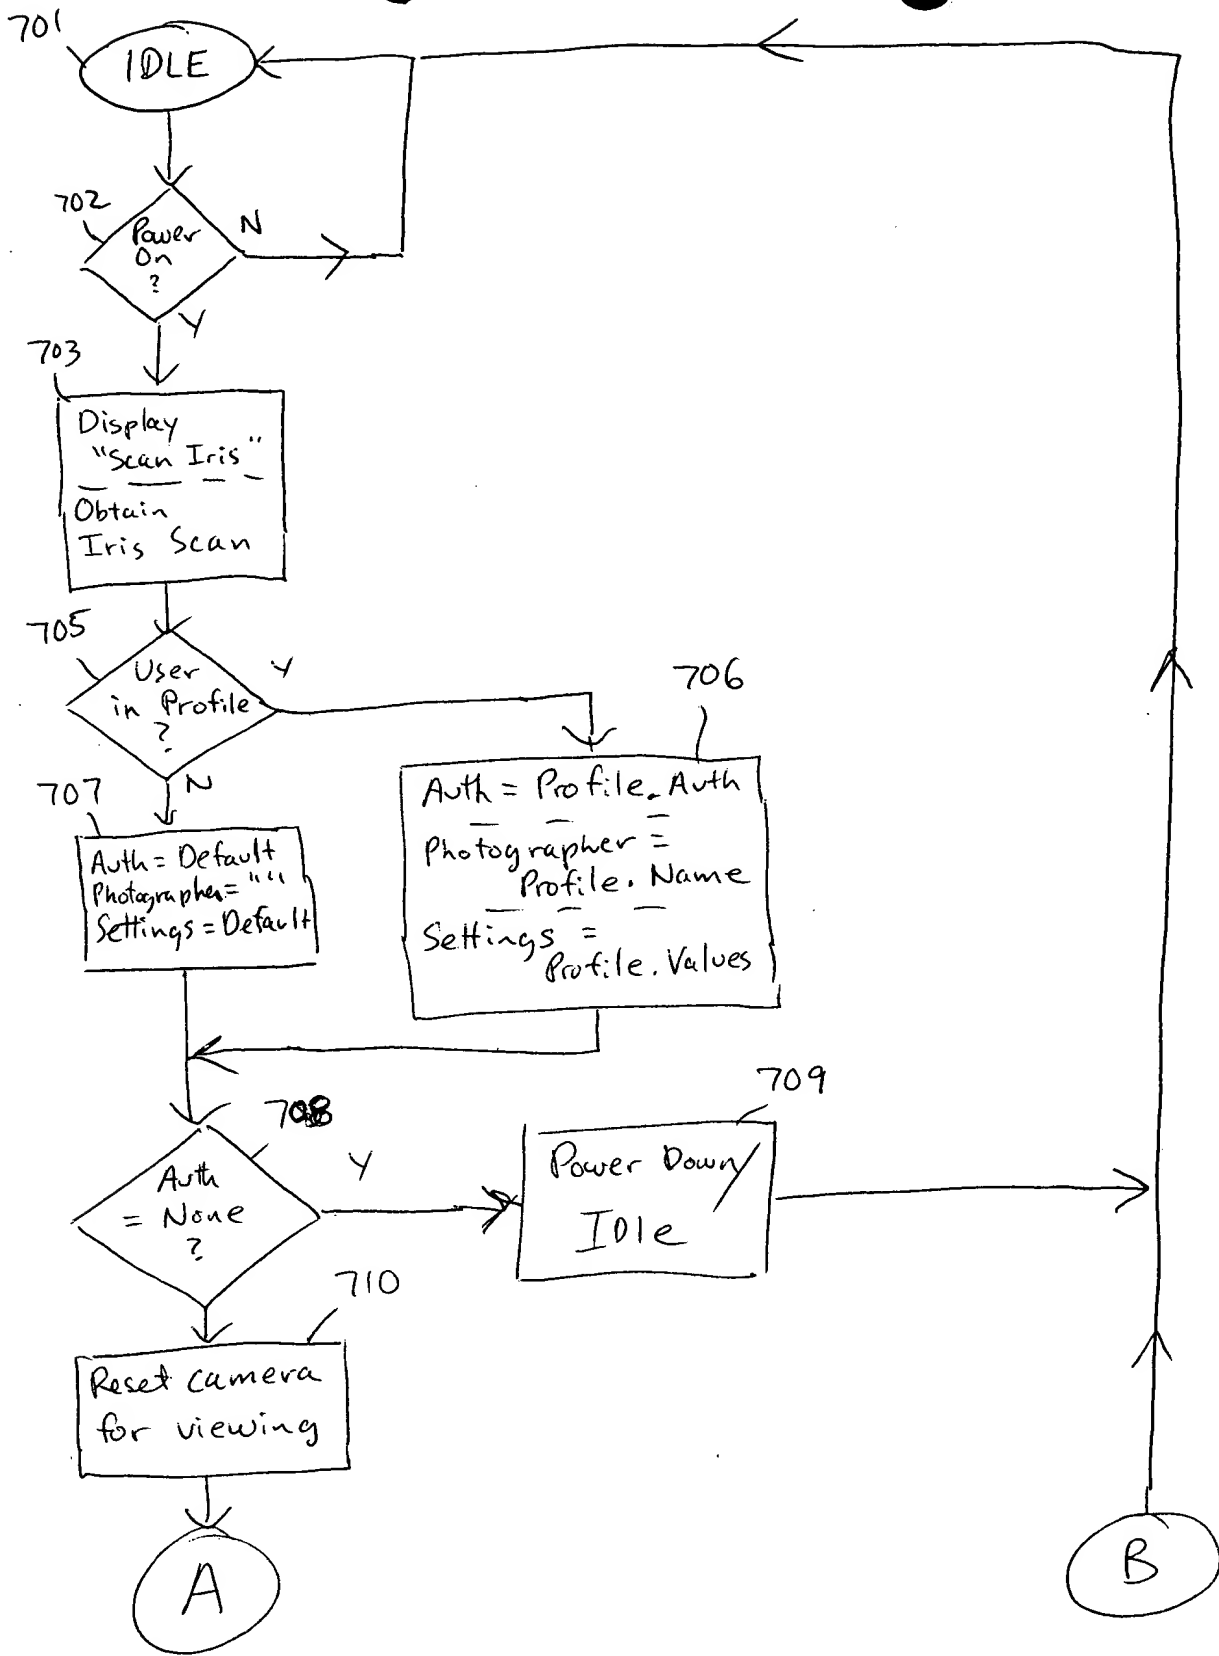 701
IDLE
702
Power
On
?
N
Y
703
Display
"Scan Iris"
Obtain
Iris Scan
705
User
in Profile
?
Y
N
706
Auth = Profile.Auth
Photographer =
Profile.Name
Settings =
Profile.Values
707
Auth = Default
Photographer = ""
Settings = Default
708
Auth
= None
?
Y
709
Power Down/
IDle
710
Reset camera
for viewing
A
B